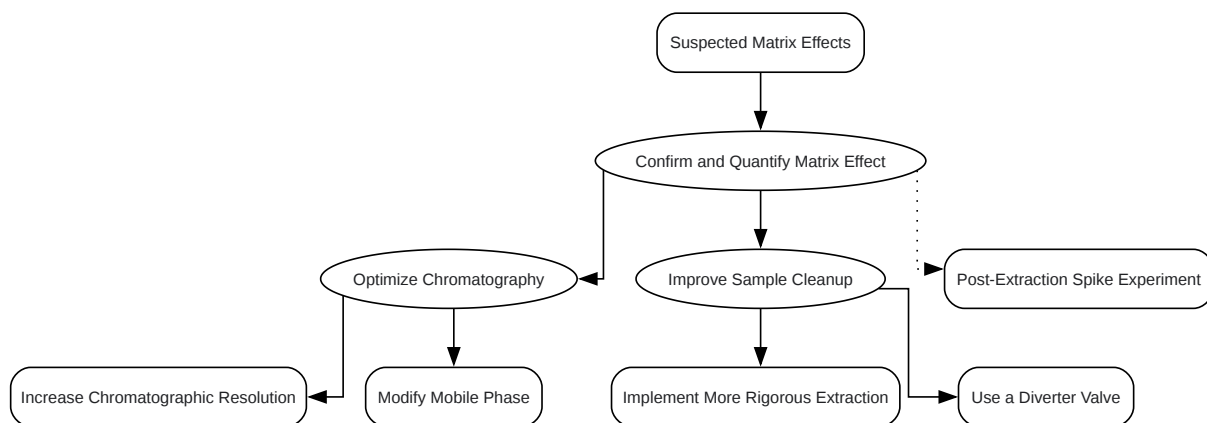 Suspected Matrix Effects
Confirm and Quantify Matrix Effect
Optimize Chromatography
Improve Sample Cleanup
Post-Extraction Spike Experiment
Increase Chromatographic Resolution
Modify Mobile Phase
Implement More Rigorous Extraction
Use a Diverter Valve